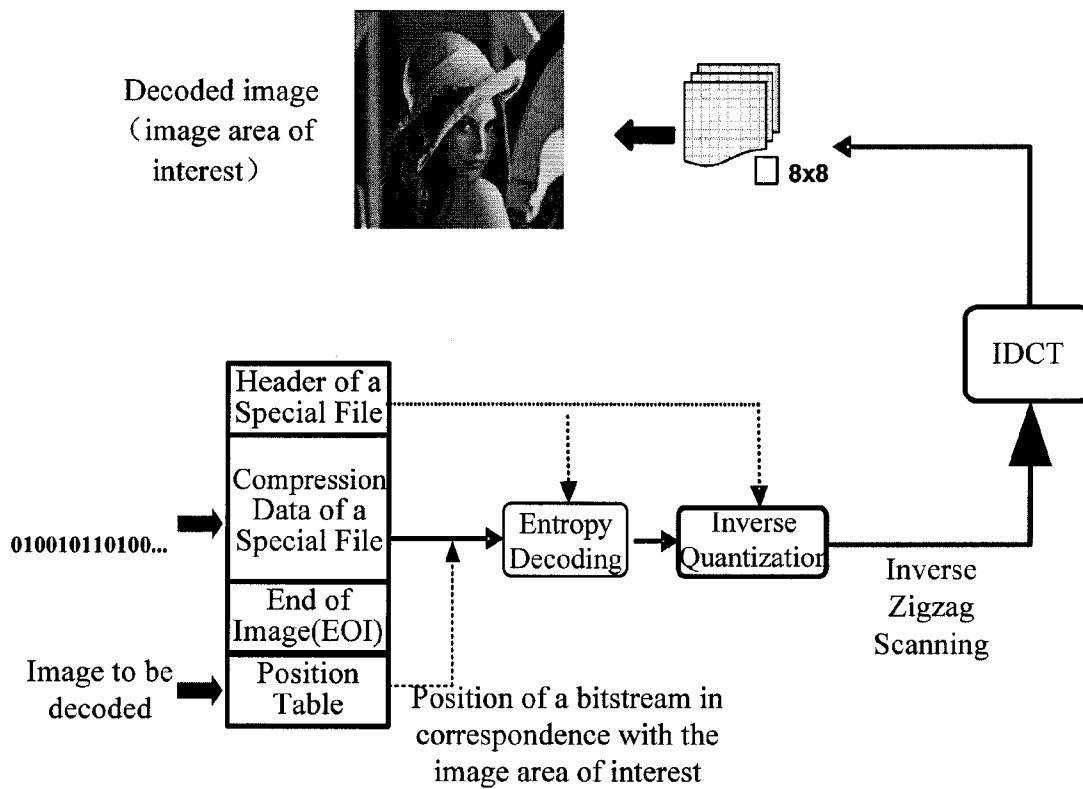 Decoded image
（image area of
interest）
8x8
IDCT
Header of a
Special File
Compression
Data of a
Special File
010010110100...
Entropy
Decoding
Inverse
Quantization
Inverse
Zigzag
Scanning
End of
Image(EOI)
Image to be
decoded
Position
Table
Position of a bitstream in
correspondence with the
image area of interest